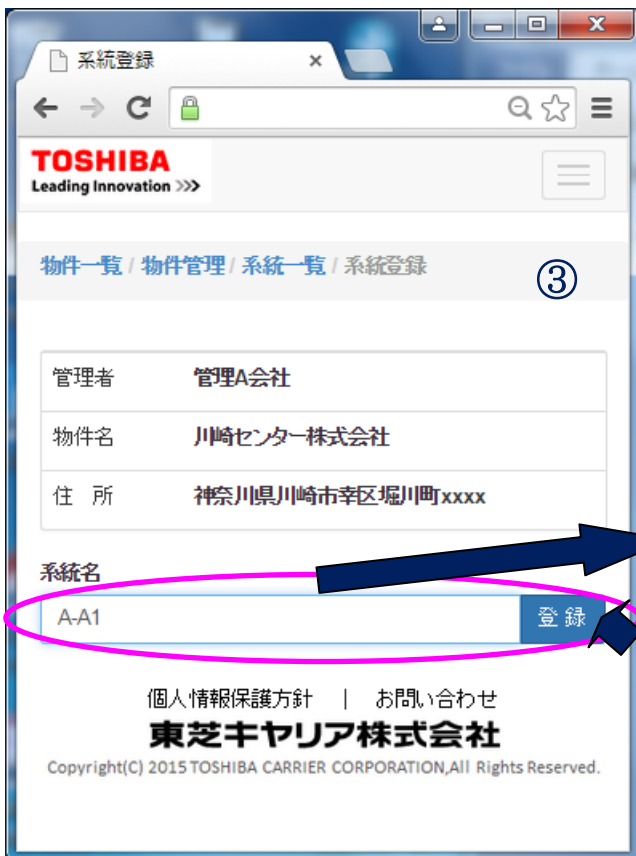 系統登録
TOSHIBA
Leading Innovation >>>
物件一覧 / 物件管理 / 系統一覧 / 系統登録
③
管理者 管理A会社
物件名 川崎センター株式会社
住 所 神奈川県川崎市幸区堀川町xxxx
系統名
A-A1 登 録
個人情報保護方針 | お問い合わせ
東芝キヤリア株式会社
Copyright(C) 2015 TOSHIBA CARRIER CORPORATION,All Rights Reserved.